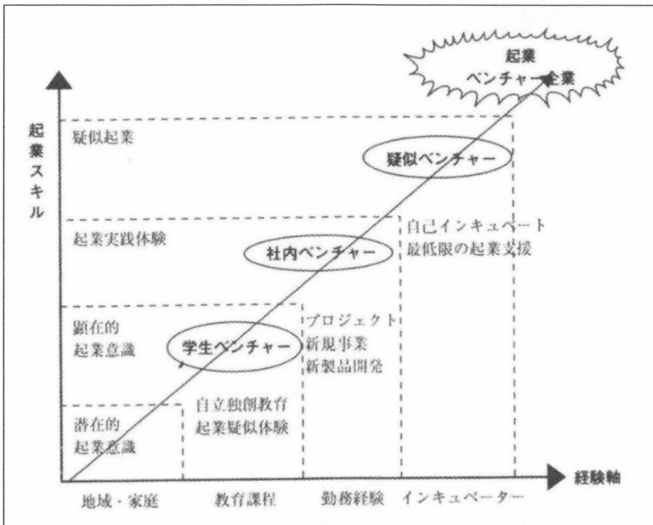 起業
ベンチャー企業
起業スキル
疑似起業
疑似ベンチャー
起業実践体験
社内ベンチャー
自己インキュベート
最低限の起業支援
顕在的
起業意識
学生ベンチャー
プロジェクト
新規事業
新製品開発
潜在的
起業意識
自立独創教育
起業疑似体験
経験軸
地域・家庭
教育課程
勤務経験
インキュベーター